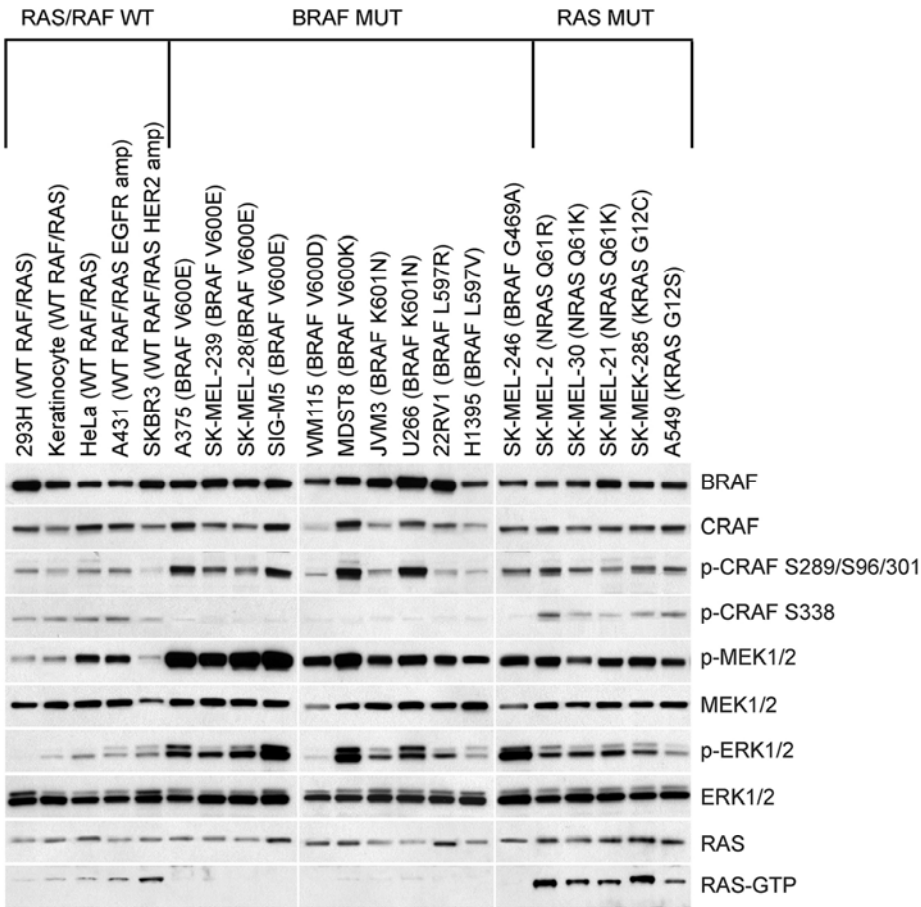 RAS/RAF WT
BRAF MUT
RAS MUT
293H (WT RAF/RAS)
Keratinocyte (WT RAF/RAS)
HeLa (WT RAF/RAS)
A431 (WT RAF/RAS EGFR amp)
SKBR3 (WT RAF/RAS HER2 amp)
A375 (BRAF V600E)
SK-MEL-239 (BRAF V600E)
SK-MEL-28(BRAF V600E)
SIG-M5 (BRAF V600E)
WM115 (BRAF V600D)
MDST8 (BRAF V600K)
JVM3 (BRAF K601N)
U266 (BRAF K601N)
22RV1 (BRAF L597R)
H1395 (BRAF L597V)
SK-MEL-246 (BRAF G469A)
SK-MEL-2 (NRAS Q61R)
SK-MEL-30 (NRAS Q61K)
SK-MEL-21 (NRAS Q61K)
SK-MEK-285 (KRAS G12C)
A549 (KRAS G12S)
BRAF
CRAF
p-CRAF S289/S96/301
p-CRAF S338
p-MEK1/2
MEK1/2
p-ERK1/2
ERK1/2
RAS
RAS-GTP